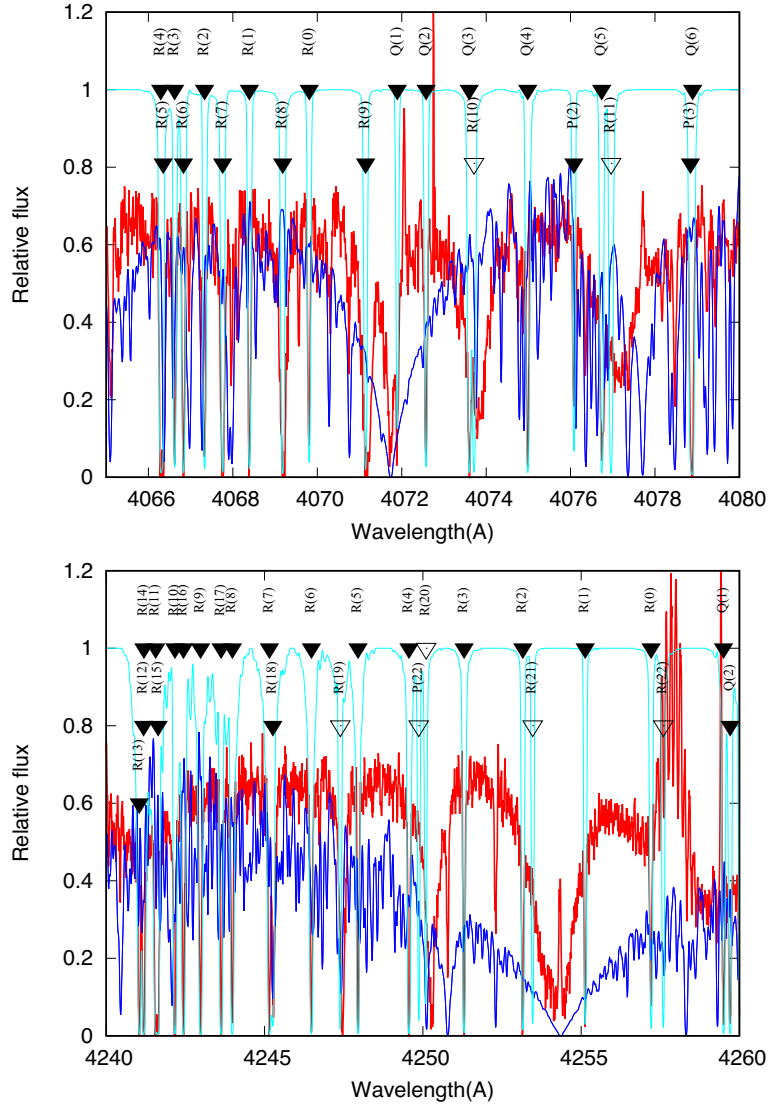 1.2
1
0.8
0.6
0.4
0.2
0
Relative flux
R(4)
R(3)
R(2)
R(1)
R(0)
Q(1)
Q(2)
Q(3)
Q(4)
Q(5)
Q(6)
R(5)
R(6)
R(7)
R(8)
R(9)
R(10)
P(2)
R(11)
P(3)
4066 4068 4070 4072 4074 4076 4078 4080
Wavelength(A)
1.2
1
0.8
0.6
0.4
0.2
0
Relative flux
R(14)
R(11)
R(10)
R(16)
R(9)
R(17)
R(8)
R(7)
R(6)
R(5)
R(4)
R(20)
R(3)
R(2)
R(1)
R(0)
Q(1)
R(12)
R(15)
R(18)
R(19)
P(22)
R(21)
R(22)
Q(2)
R(13)
4240 4245 4250 4255 4260
Wavelength(A)